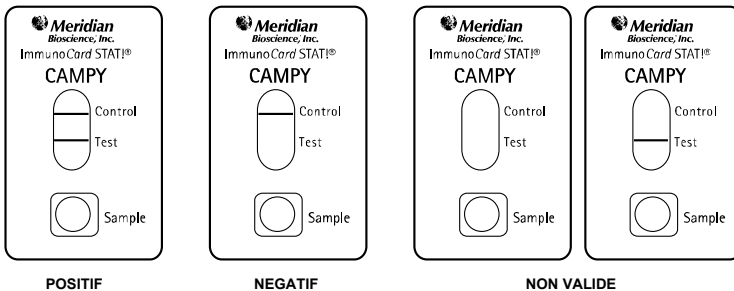 Meridian
Bioscience, Inc.
ImmunoCard STAT!®
CAMPY
Control
Test
Sample
POSITIF
Meridian
Bioscience, Inc.
ImmunoCard STAT!®
CAMPY
Control
Test
Sample
NEGATIF
Meridian
Bioscience, Inc.
ImmunoCard STAT!®
CAMPY
Control
Test
Sample
Meridian
Bioscience, Inc.
ImmunoCard STAT!®
CAMPY
Control
Test
Sample
NON VALIDE